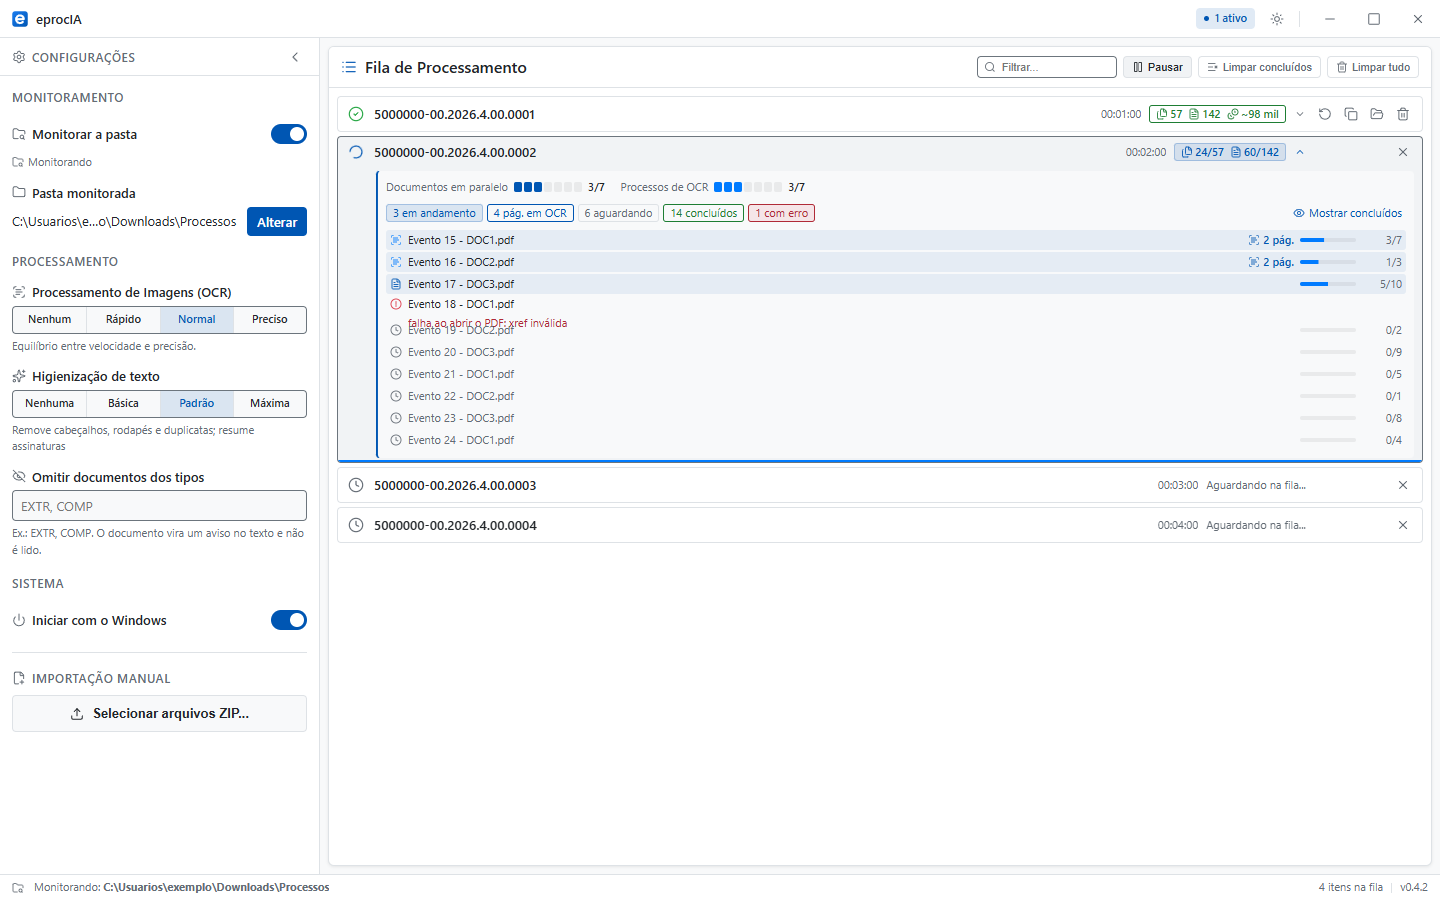 eprocIA
1 ativo
CONFIGURAÇÕES
MONITORAMENTO
Monitorar a pasta
Monitorando
Pasta monitorada
C:\Usuarios\e...o\Downloads\Processos
Alterar
PROCESSAMENTO
Processamento de Imagens (OCR)
Nenhum Rápido Normal Preciso
Equilíbrio entre velocidade e precisão.
Higienização de texto
Nenhuma Básica Padrão Máxima
Remove cabeçalhos, rodapés e duplicatas; resume
assinaturas
Omitir documentos dos tipos
EXTR, COMP
Ex.: EXTR, COMP. O documento vira um aviso no texto e não
é lido.
SISTEMA
Iniciar com o Windows
IMPORTAÇÃO MANUAL
Selecionar arquivos ZIP...
Fila de Processamento
Filtrar...
Pausar
Limpar concluídos
Limpar tudo
5000000-00.2026.4.00.0001 00:01:00 57 142 ~98 mil
5000000-00.2026.4.00.0002 00:02:00 24/57 60/142
Documentos em paralelo 3/7 Processos de OCR 3/7
3 em andamento 4 pág. em OCR 6 aguardando 14 concluídos 1 com erro Mostrar concluídos
Evento 15 - DOC1.pdf 2 pág. 3/7
Evento 16 - DOC2.pdf 2 pág. 1/3
Evento 17 - DOC3.pdf 5/10
Evento 18 - DOC1.pdf
falha ao abrir o PDF: xref inválida
Evento 19 - DOC2.pdf 0/2
Evento 20 - DOC3.pdf 0/9
Evento 21 - DOC1.pdf 0/5
Evento 22 - DOC2.pdf 0/1
Evento 23 - DOC3.pdf 0/8
Evento 24 - DOC1.pdf 0/4
5000000-00.2026.4.00.0003 00:03:00 Aguardando na fila...
5000000-00.2026.4.00.0004 00:04:00 Aguardando na fila...
Monitorando: C:\Usuarios\exemplo\Downloads\Processos
4 itens na fila v0.4.2